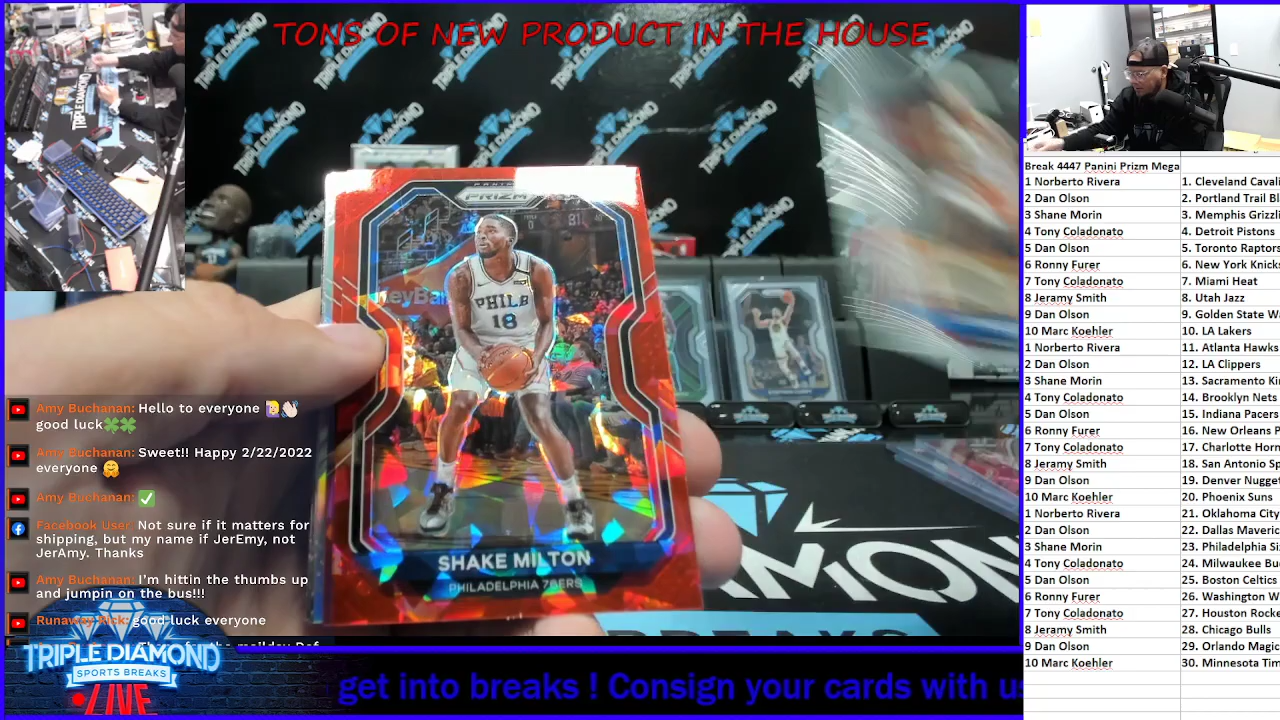 TONS OF NEW PRODUCT IN THE HOUSE
TRIPLE DIAMOND
PANINI
PRIZM
PHILA
18
SHAKE MILTON
PHILADELPHIA 76ERS
Amy Buchanan: Hello to everyone 🙋👋🏻
good luck🍀🍀
Amy Buchanan: Sweet!! Happy 2/22/2022
everyone 🤗
Amy Buchanan: ✅
Facebook User: Not sure if it matters for
shipping, but my name if JerEmy, not
JerAmy. Thanks
Amy Buchanan: I'm hittin the thumbs up
and jumpin on the bus!!!
good luck everyone
TRIPLE DIAMOND
SPORTS BREAKS
LIVE
get into breaks ! Consign your cards with us
Break 4447 Panini Prizm Mega
1 Norberto Rivera 1. Cleveland Cavali
2 Dan Olson 2. Portland Trail Bl
3 Shane Morin 3. Memphis Grizzl
4 Tony Coladonato 4. Detroit Pistons
5 Dan Olson 5. Toronto Raptors
6 Ronny Furer 6. New York Knicks
7 Tony Coladonato 7. Miami Heat
8 Jeramy Smith 8. Utah Jazz
9 Dan Olson 9. Golden State Wa
10 Marc Koehler 10. LA Lakers
1 Norberto Rivera 11. Atlanta Hawks
2 Dan Olson 12. LA Clippers
3 Shane Morin 13. Sacramento Ki
4 Tony Coladonato 14. Brooklyn Nets
5 Dan Olson 15. Indiana Pacers
6 Ronny Furer 16. New Orleans P
7 Tony Coladonato 17. Charlotte Horn
8 Jeramy Smith 18. San Antonio Sp
9 Dan Olson 19. Denver Nugget
10 Marc Koehler 20. Phoenix Suns
1 Norberto Rivera 21. Oklahoma City
2 Dan Olson 22. Dallas Maveric
3 Shane Morin 23. Philadelphia Si
4 Tony Coladonato 24. Milwaukee Bu
5 Dan Olson 25. Boston Celtics
6 Ronny Furer 26. Washington W
7 Tony Coladonato 27. Houston Rocke
8 Jeramy Smith 28. Chicago Bulls
9 Dan Olson 29. Orlando Magic
10 Marc Koehler 30. Minnesota Tim